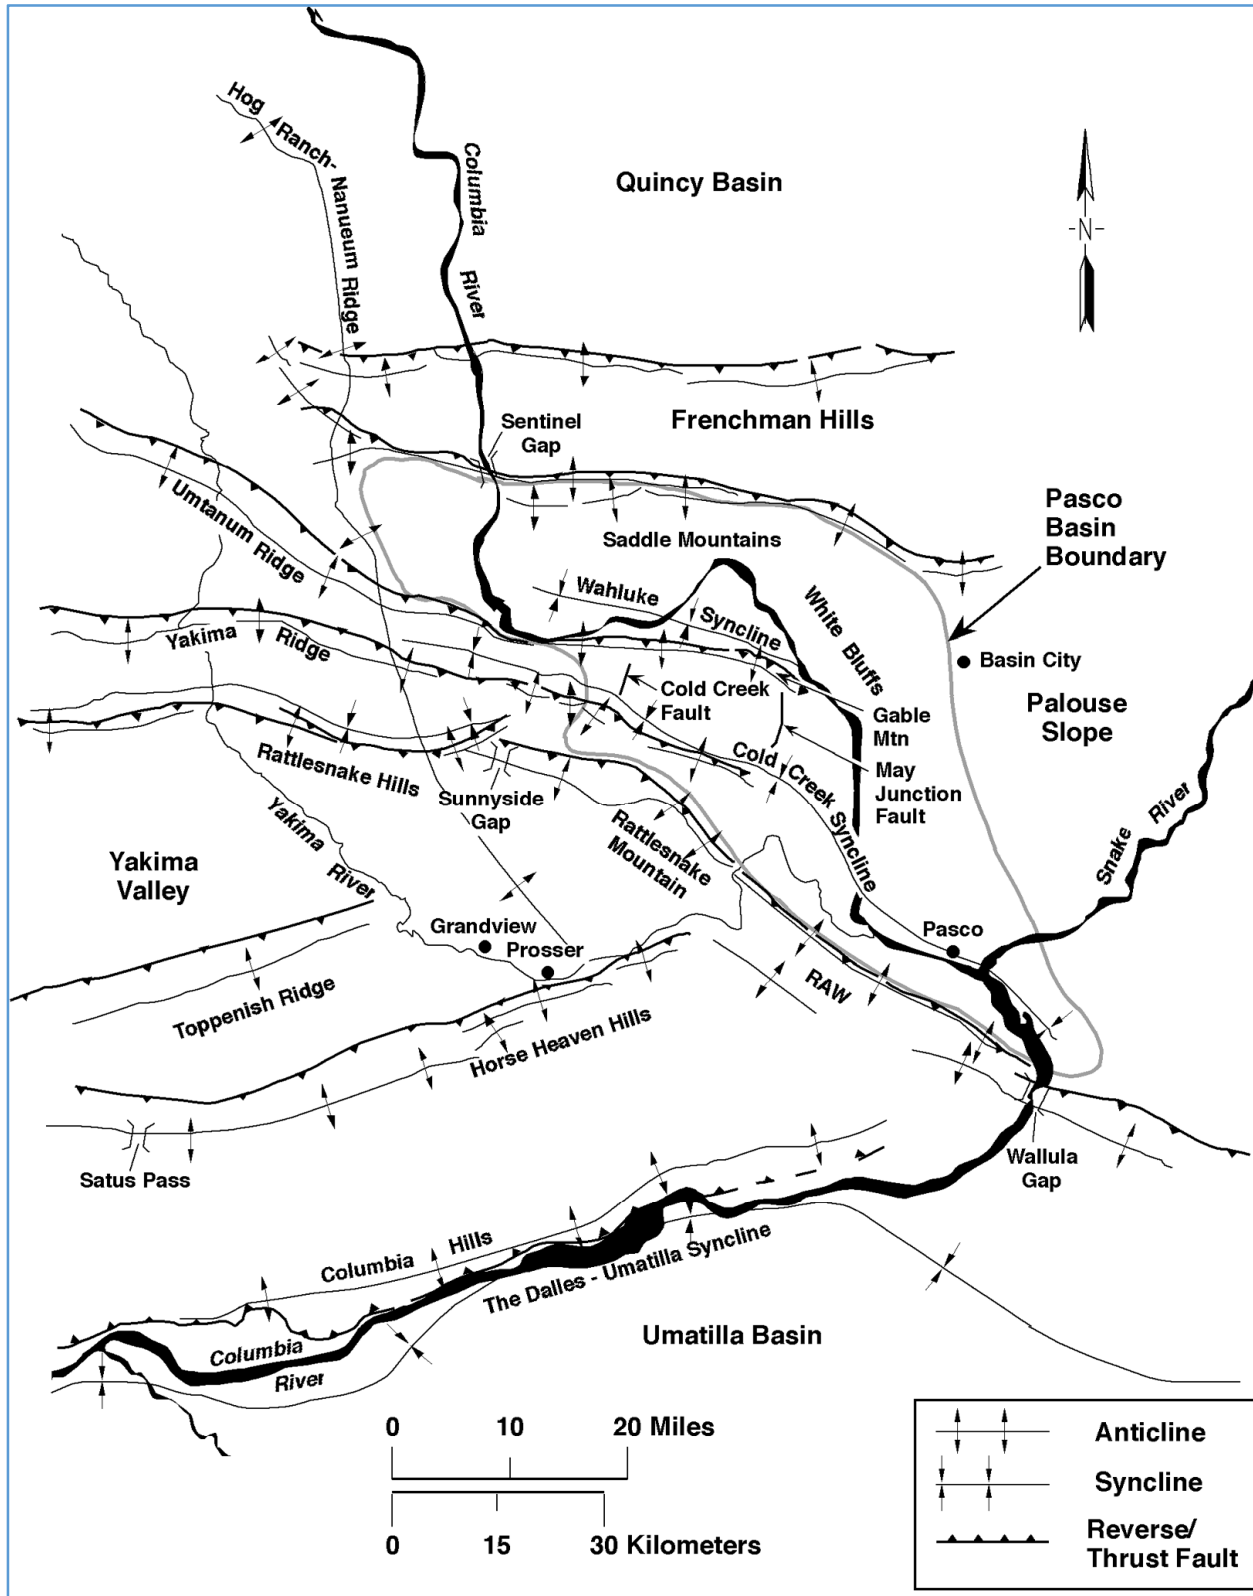 Hog
Ranch-
Nanueum Ridge
Columbia
River
Quincy Basin
-N-
Sentinel
Gap
Frenchman Hills
Umtanum Ridge
Saddle Mountains
Pasco
Basin
Boundary
Wahluke
Syncline
White Bluffs
Yakima
Ridge
Basin City
Cold Creek
Fault
Gable
Mtn
Palouse
Slope
Rattlesnake Hills
Cold Creek Syncline
May
Junction
Fault
Sunnyside
Gap
Yakima
River
Rattlesnake
Mountain
Snake
River
Yakima
Valley
Grandview
Prosser
Pasco
RAW
Toppenish Ridge
Horse Heaven Hills
Satus Pass
Wallula
Gap
Columbia
Hills
The Dalles - Umatilla Syncline
Umatilla Basin
Columbia
River
0 10 20 Miles
0 15 30 Kilometers
Anticline
Syncline
Reverse/
Thrust Fault